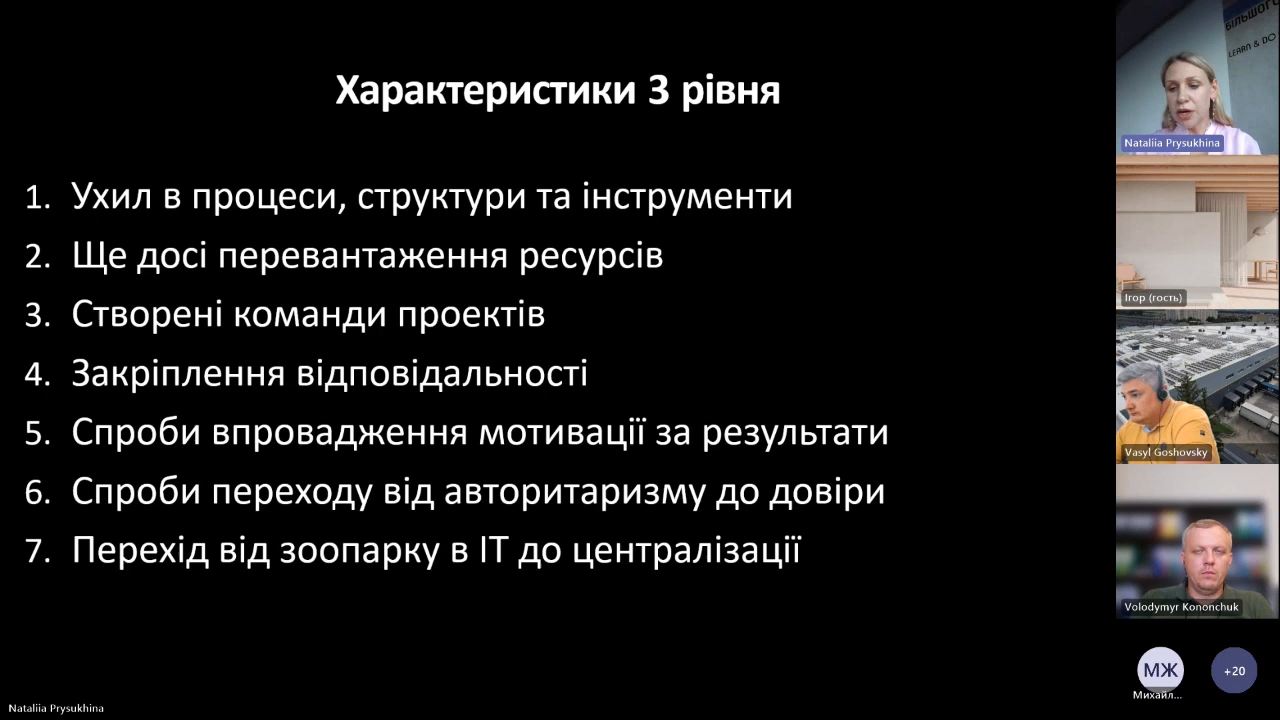 Характеристики 3 рівня
1. Ухил в процеси, структури та інструменти
2. Ще досі перевантаження ресурсів
3. Створені команди проектів
4. Закріплення відповідальності
5. Спроби впровадження мотивації за результати
6. Спроби переходу від авторитаризму до довіри
7. Перехід від зоопарку в ІТ до централізації
Nataliia Prysukhina
БІЛЬШОГО
LEARN & DO
Nataliia Prysukhina
Ігор (гость)
Vasyl Goshovsky
Volodymyr Kononchuk
МЖ
+20
Михайл...